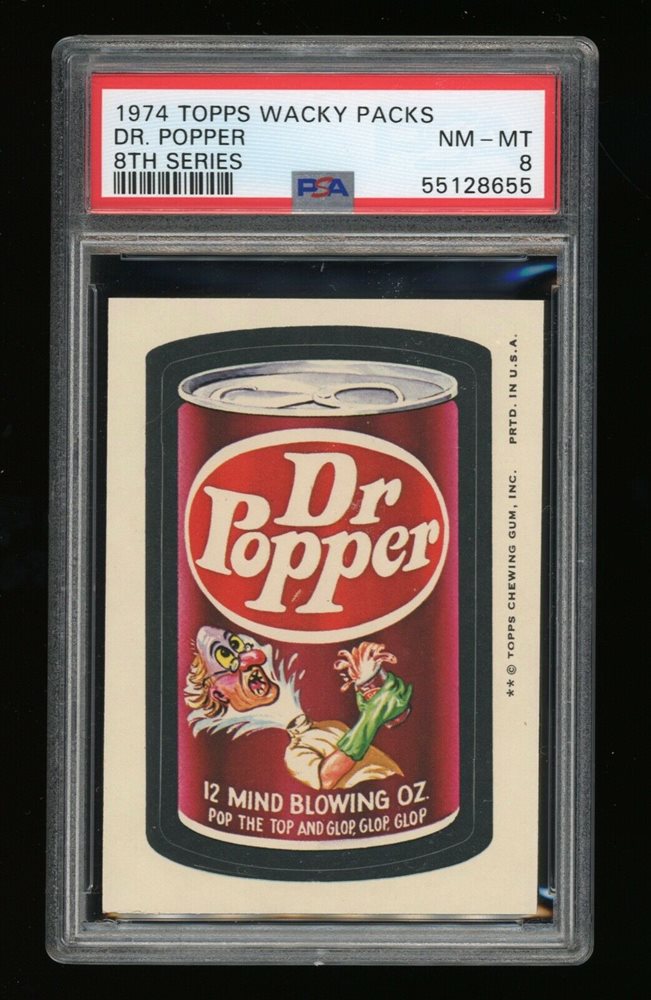 1974 TOPPS WACKY PACKS
DR. POPPER NM - MT
8TH SERIES 8
PSA 55128655
Dr
Popper
12 MIND BLOWING OZ.
POP THE TOP AND GLOP, GLOP, GLOP
** © TOPPS CHEWING GUM, INC. PRTD. IN U.S.A.